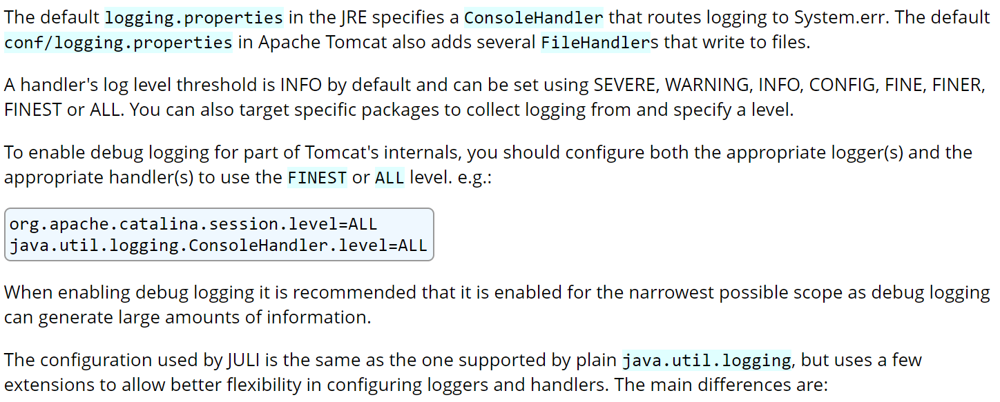 The default logging.properties in the JRE specifies a ConsoleHandler that routes logging to System.err. The default
conf/logging.properties in Apache Tomcat also adds several FileHandlers that write to files.
A handler's log level threshold is INFO by default and can be set using SEVERE, WARNING, INFO, CONFIG, FINE, FINER,
FINEST or ALL. You can also target specific packages to collect logging from and specify a level.
To enable debug logging for part of Tomcat's internals, you should configure both the appropriate logger(s) and the
appropriate handler(s) to use the FINEST or ALL level. e.g.:
org.apache.catalina.session.level=ALL
java.util.logging.ConsoleHandler.level=ALL
When enabling debug logging it is recommended that it is enabled for the narrowest possible scope as debug logging
can generate large amounts of information.
The configuration used by JULI is the same as the one supported by plain java.util.logging, but uses a few
extensions to allow better flexibility in configuring loggers and handlers. The main differences are: